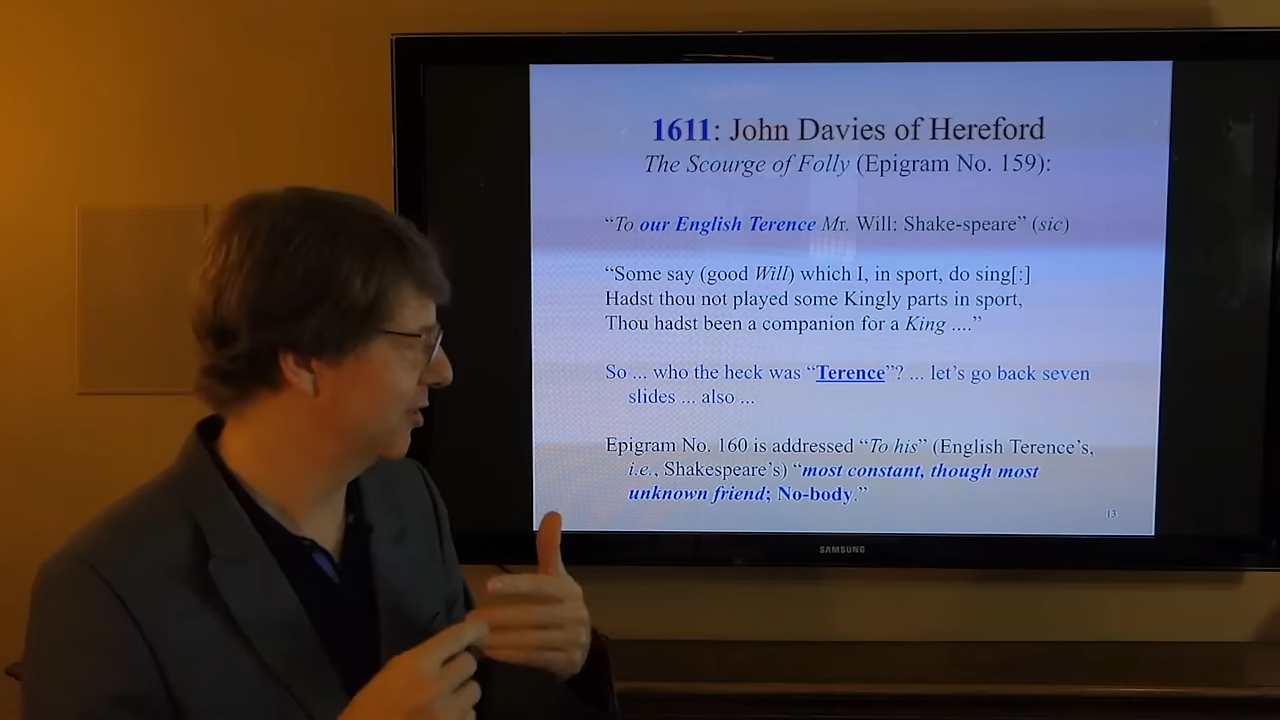 1611: John Davies of Hereford
The Scourge of Folly (Epigram No. 159):
“To our English Terence Mr. Will: Shake-speare” (sic)
“Some say (good Will) which I, in sport, do sing[:]
Hadst thou not played some Kingly parts in sport,
Thou hadst been a companion for a King ....”
So ... who the heck was “Terence”? ... let’s go back seven
slides ... also ...
Epigram No. 160 is addressed “To his” (English Terence’s,
i.e., Shakespeare’s) “most constant, though most
unknown friend; No-body.”
13
SAMSUNG